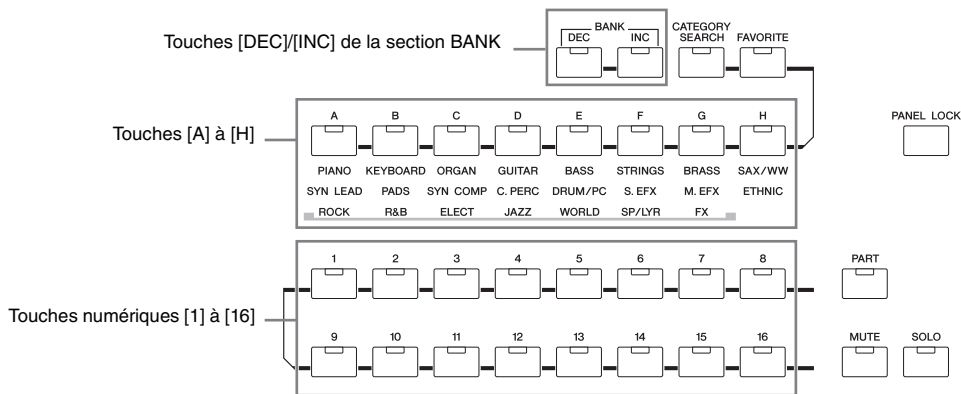 BANK
CATEGORY
Touches [DEC]/[INC] de la section BANK
DEC INC SEARCH FAVORITE
A B C D E F G H
PANEL LOCK
Touches [A] à [H]
PIANO KEYBOARD ORGAN GUITAR BASS STRINGS BRASS SAX/WW
SYN LEAD PADS SYN COMP C. PERC DRUM/PC S. EFX M. EFX ETHNIC
ROCK R&B ELECT JAZZ WORLD SP/LYR FX
1 2 3 4 5 6 7 8 PART
Touches numériques [1] à [16]
9 10 11 12 13 14 15 16 MUTE SOLO